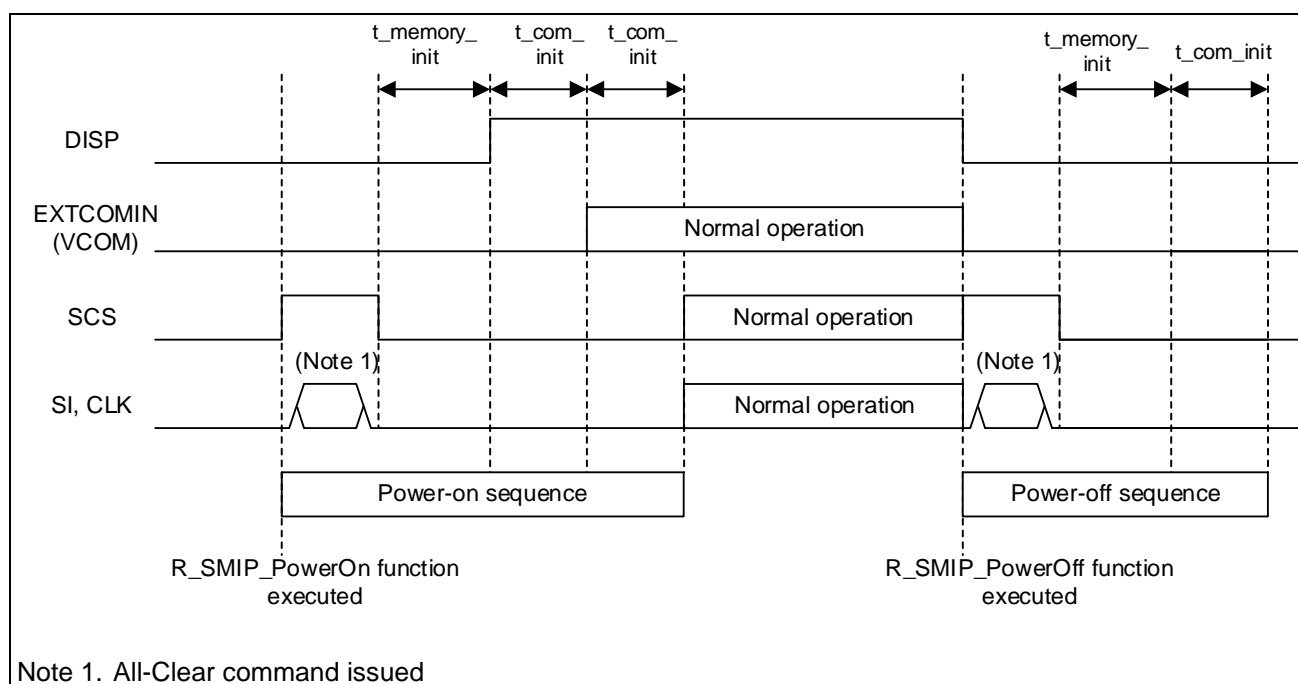 t_memory_
init
t_com_
init
t_com_
init
t_memory_
init
t_com_init
DISP
EXTCOMIN
(VCOM)
Normal operation
SCS
Normal operation
(Note 1)
(Note 1)
SI, CLK
Normal operation
Power-on sequence
Power-off sequence
R_SMIP_PowerOn function
executed
R_SMIP_PowerOff function
executed
Note 1. All-Clear command issued